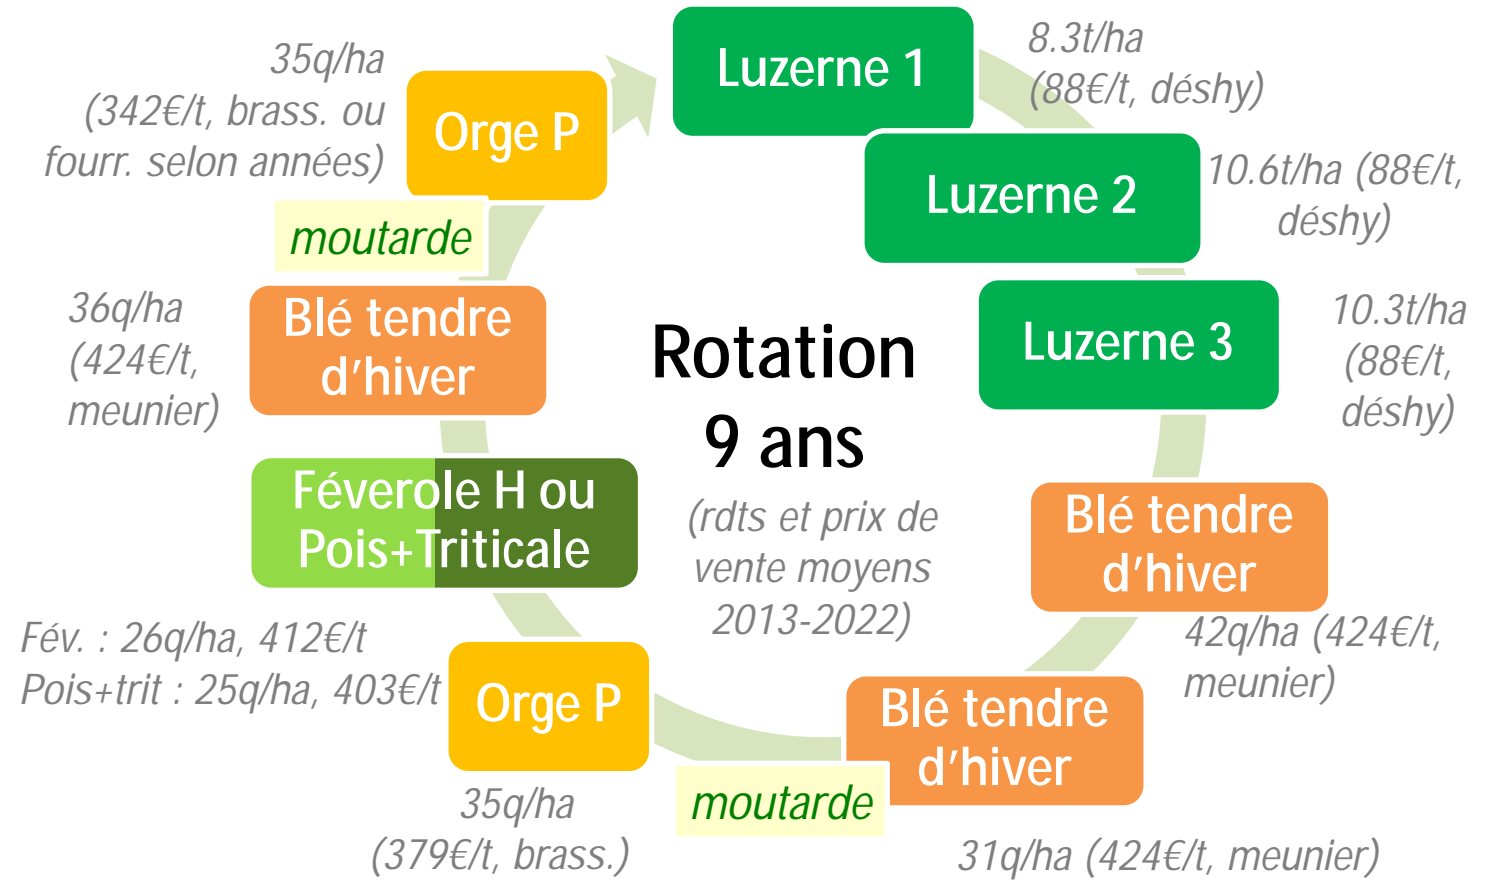 Luzerne 1
8.3t/ha
(88€/t, déshy)
Luzerne 2
10.6t/ha (88€/t,
déshy)
Luzerne 3
10.3t/ha
(88€/t,
déshy)
Blé tendre
d'hiver
42q/ha (424€/t,
meunier)
Blé tendre
d'hiver
31q/ha (424€/t, meunier)
moutarde
Orge P
35q/ha
(379€/t, brass.)
Féverole H ou
Pois+Triticale
Fév. : 26q/ha, 412€/t
Pois+trit : 25q/ha, 403€/t
Blé tendre
d'hiver
36q/ha
(424€/t,
meunier)
moutarde
Orge P
35q/ha
(342€/t, brass. ou
fourr. selon années)
Rotation
9 ans
(rdts et prix de
vente moyens
2013-2022)